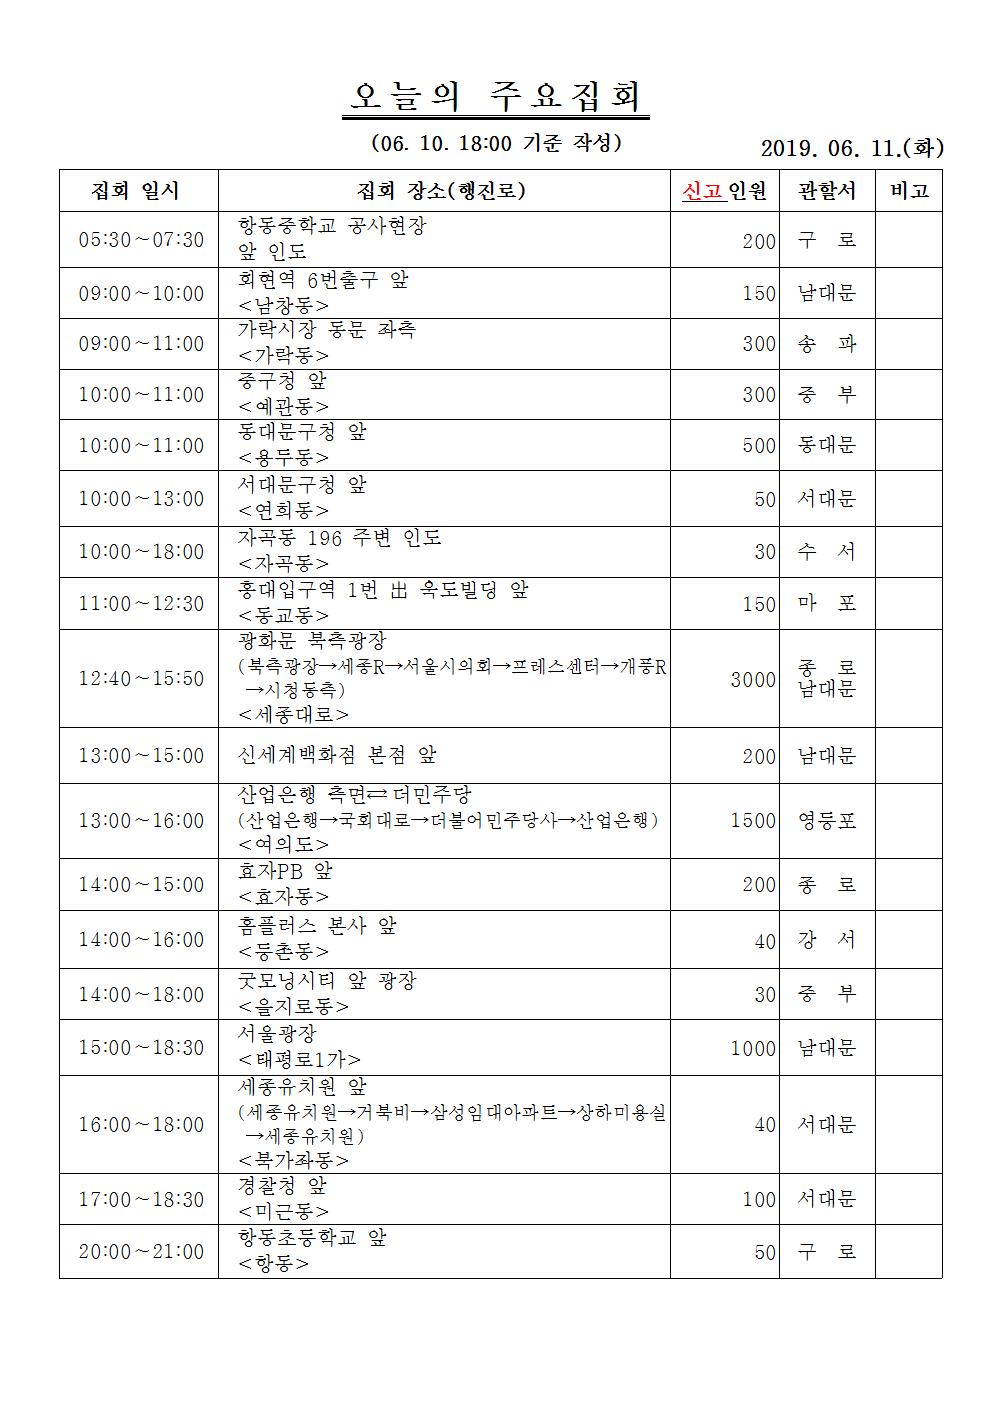 오늘의 주요집회
(06. 10. 18:00 기준 작성)
2019. 06. 11.(화)
집회 일시 집회 장소(행진로) 신고인원 관할서 비고
05:30~07:30 항동중학교 공사현장
앞 인도 200 구 로
09:00~10:00 회현역 6번출구 앞
<남창동> 150 남대문
09:00~11:00 가락시장 동문 좌측
<가락동> 300 송 파
10:00~11:00 중구청 앞
<예관동> 300 중 부
10:00~11:00 동대문구청 앞
<용두동> 500 동대문
10:00~13:00 서대문구청 앞
<연희동> 50 서대문
10:00~18:00 자곡동 196 주변 인도
<자곡동> 30 수 서
11:00~12:30 홍대입구역 1번 出 욱도빌딩 앞
<동교동> 150 마 포
12:40~15:50 광화문 북측광장
(북측광장→세종R→서울시의회→프레스센터→개풍R
→시청동측)
<세종대로> 3000 종 로
남대문
13:00~15:00 신세계백화점 본점 앞 200 남대문
13:00~16:00 산업은행 측면⇄더민주당
(산업은행→국회대로→더불어민주당사→산업은행)
<여의도> 1500 영등포
14:00~15:00 효자PB 앞
<효자동> 200 종 로
14:00~16:00 홈플러스 본사 앞
<등촌동> 40 강 서
14:00~18:00 굿모닝시티 앞 광장
<을지로동> 30 중 부
15:00~18:30 서울광장
<태평로1가> 1000 남대문
16:00~18:00 세종유치원 앞
(세종유치원→거북비→삼성임대아파트→상하미용실
→세종유치원)
<북가좌동> 40 서대문
17:00~18:30 경찰청 앞
<미근동> 100 서대문
20:00~21:00 항동초등학교 앞
<항동> 50 구 로